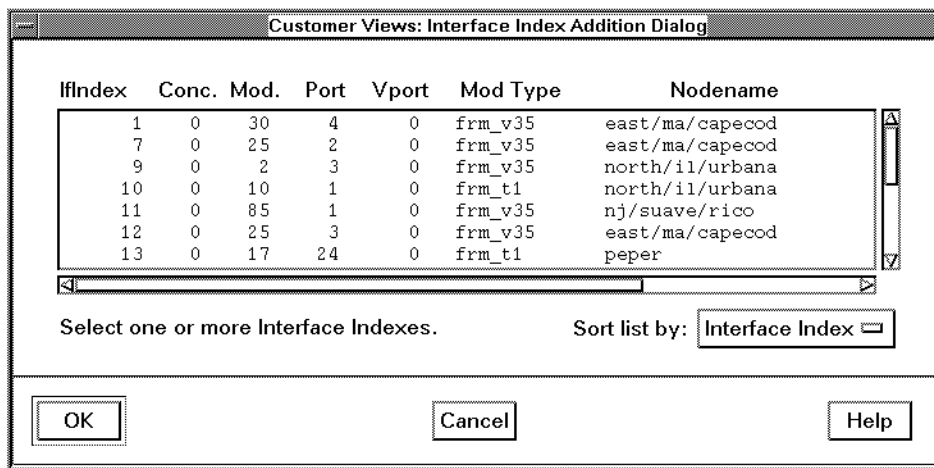 Customer Views: Interface Index Addition Dialog
IfIndex Conc. Mod. Port Vport Mod Type Nodename
1 0 30 4 0 frm_v35 east/ma/capecod
7 0 25 2 0 frm_v35 east/ma/capecod
9 0 2 3 0 frm_v35 north/il/urbana
10 0 10 1 0 frm_t1 north/il/urbana
11 0 85 1 0 frm_v35 nj/suave/rico
12 0 25 3 0 frm_v35 east/ma/capecod
13 0 17 24 0 frm_t1 peper
Select one or more Interface Indexes. Sort list by: Interface Index
OK Cancel Help